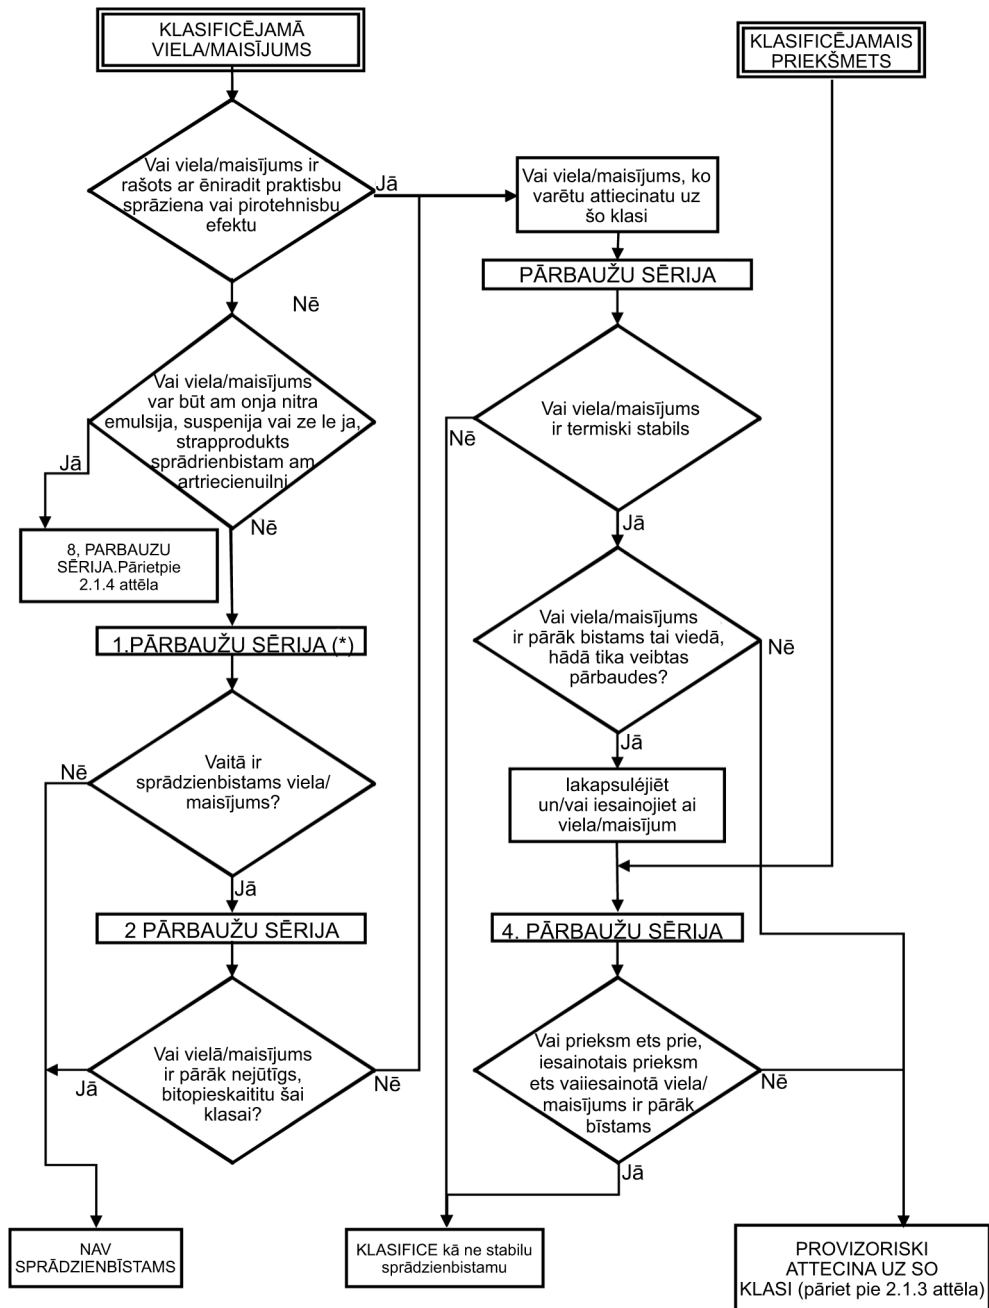 KLASIFICĒJAMĀ
VIELA/MAISĪJUMS
KLASIFICĒJAMAIS
PRIEKŠMETS
Vai viela/maisījums ir
rašots ar ēniradit praktisbu
sprāziena vai pirotehnisbu
efektu
Jā
Vai viela/maisījums, ko
varētu attiecinatu uz
šo klasi
PĀRBAUŽU SĒRIJA
Nē
Vai viela/maisījums
var būt am onja nitra
emulsija, suspenija vai ze le ja,
strapprodukts
sprādrienbistam am
artriecienuilni
Jā
Nē
8, PARBAUZU
SĒRIJA.Pārietpie
2.1.4 attēla
Vai viela/maisījums
ir termiski stabils
Nē
Jā
1.PĀRBAUŽU SĒRIJA (*)
Vai viela/maisījums
ir pārāk bistams tai viedā,
hādā tika veibtas
pārbaudes?
Nē
Jā
Vaitā ir
sprādzienbistams viela/
maisījums?
Nē
Jā
Iakapsulējiēt
un/vai iesainojiet ai
viela/maisījum
2 PĀRBAUŽU SĒRIJA
4. PĀRBAUŽU SĒRIJA
Vai vielā/maisījums
ir pārāk nejūtīgs,
bitopieskaititu šai
klasai?
Jā
Nē
Vai prieksm ets prie,
iesainotais prieksm
ets vaiiesainotā viela/
maisījums ir pārāk
bīstams
Nē
Jā
NAV
SPRĀDZIENBĪSTAMS
KLASIFICE kā ne stabilu
sprādzienbistamu
PROVIZORISKI
ATTECINA UZ SO
KLASI (pāriet pie 2.1.3 attēla)